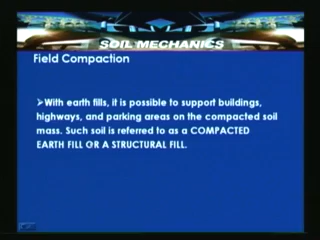 SOIL MECHANICS
Field Compaction
➢With earth fills, it is possible to support buildings,
highways, and parking areas on the compacted soil
mass. Such soil is referred to as a COMPACTED
EARTH FILL OR A STRUCTURAL FILL.